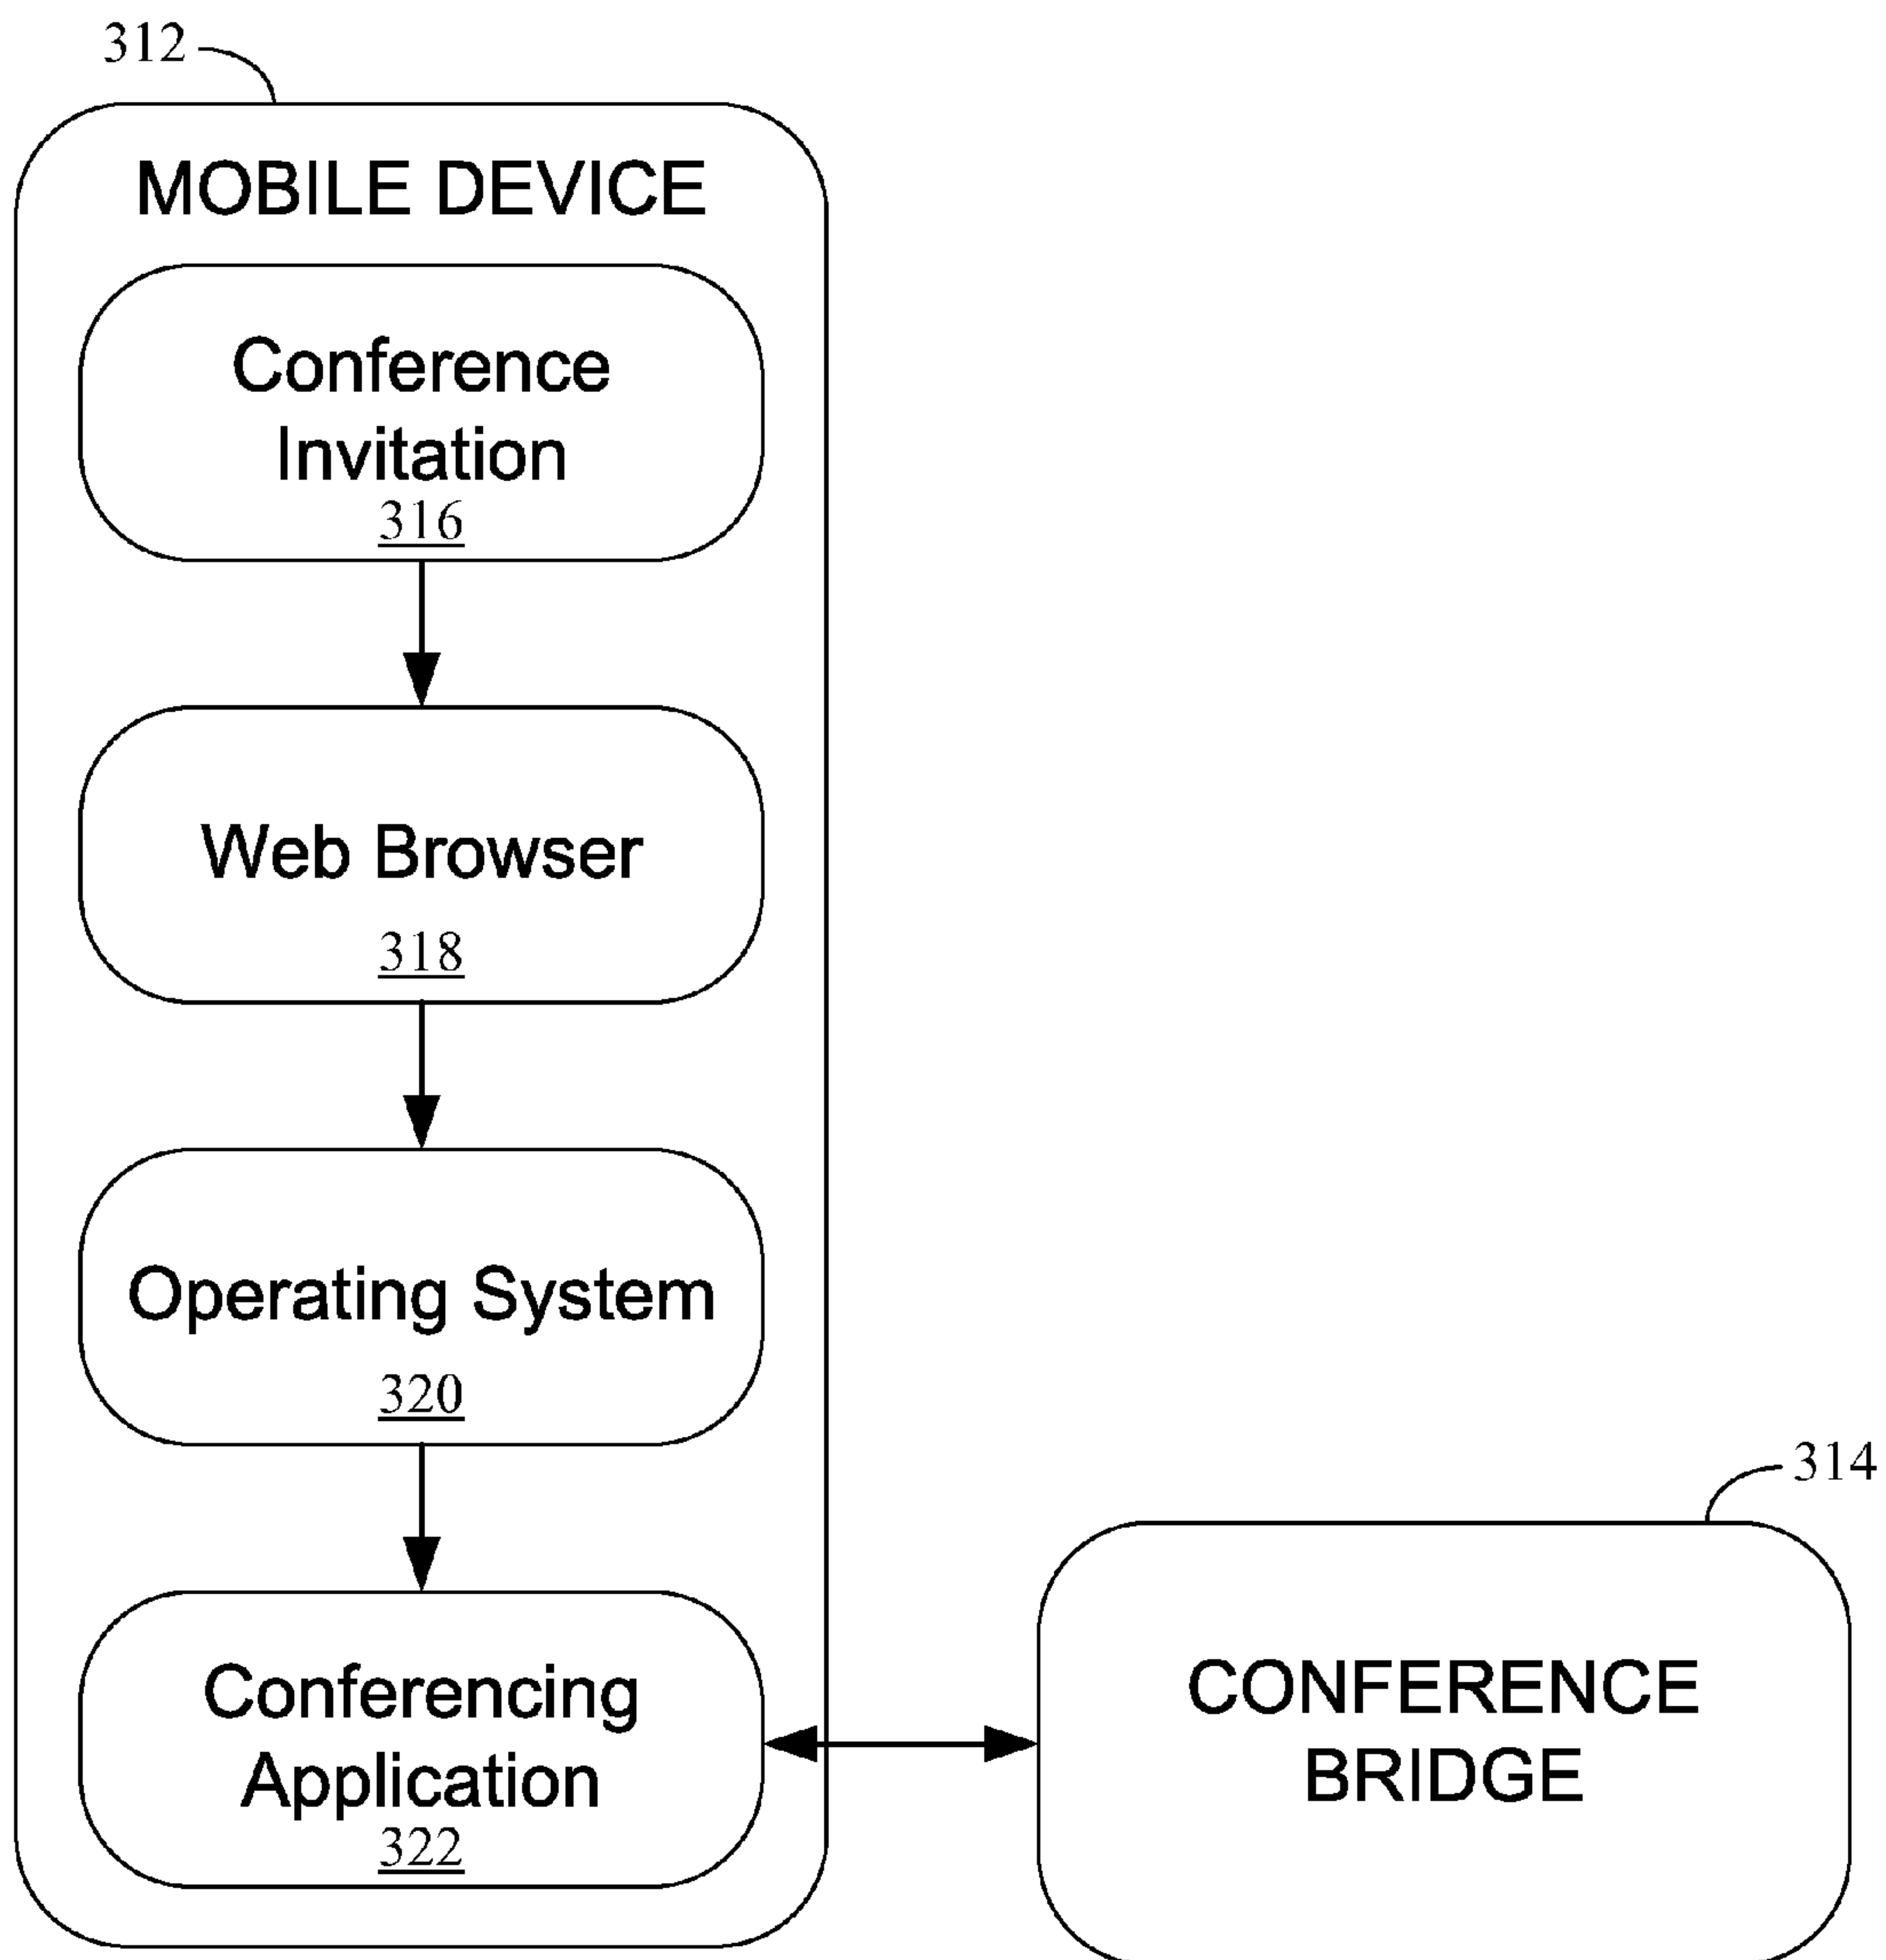 312
MOBILE DEVICE
Conference
Invitation
316
Web Browser
318
Operating System
320
Conferencing
Application
322
314
CONFERENCE
BRIDGE